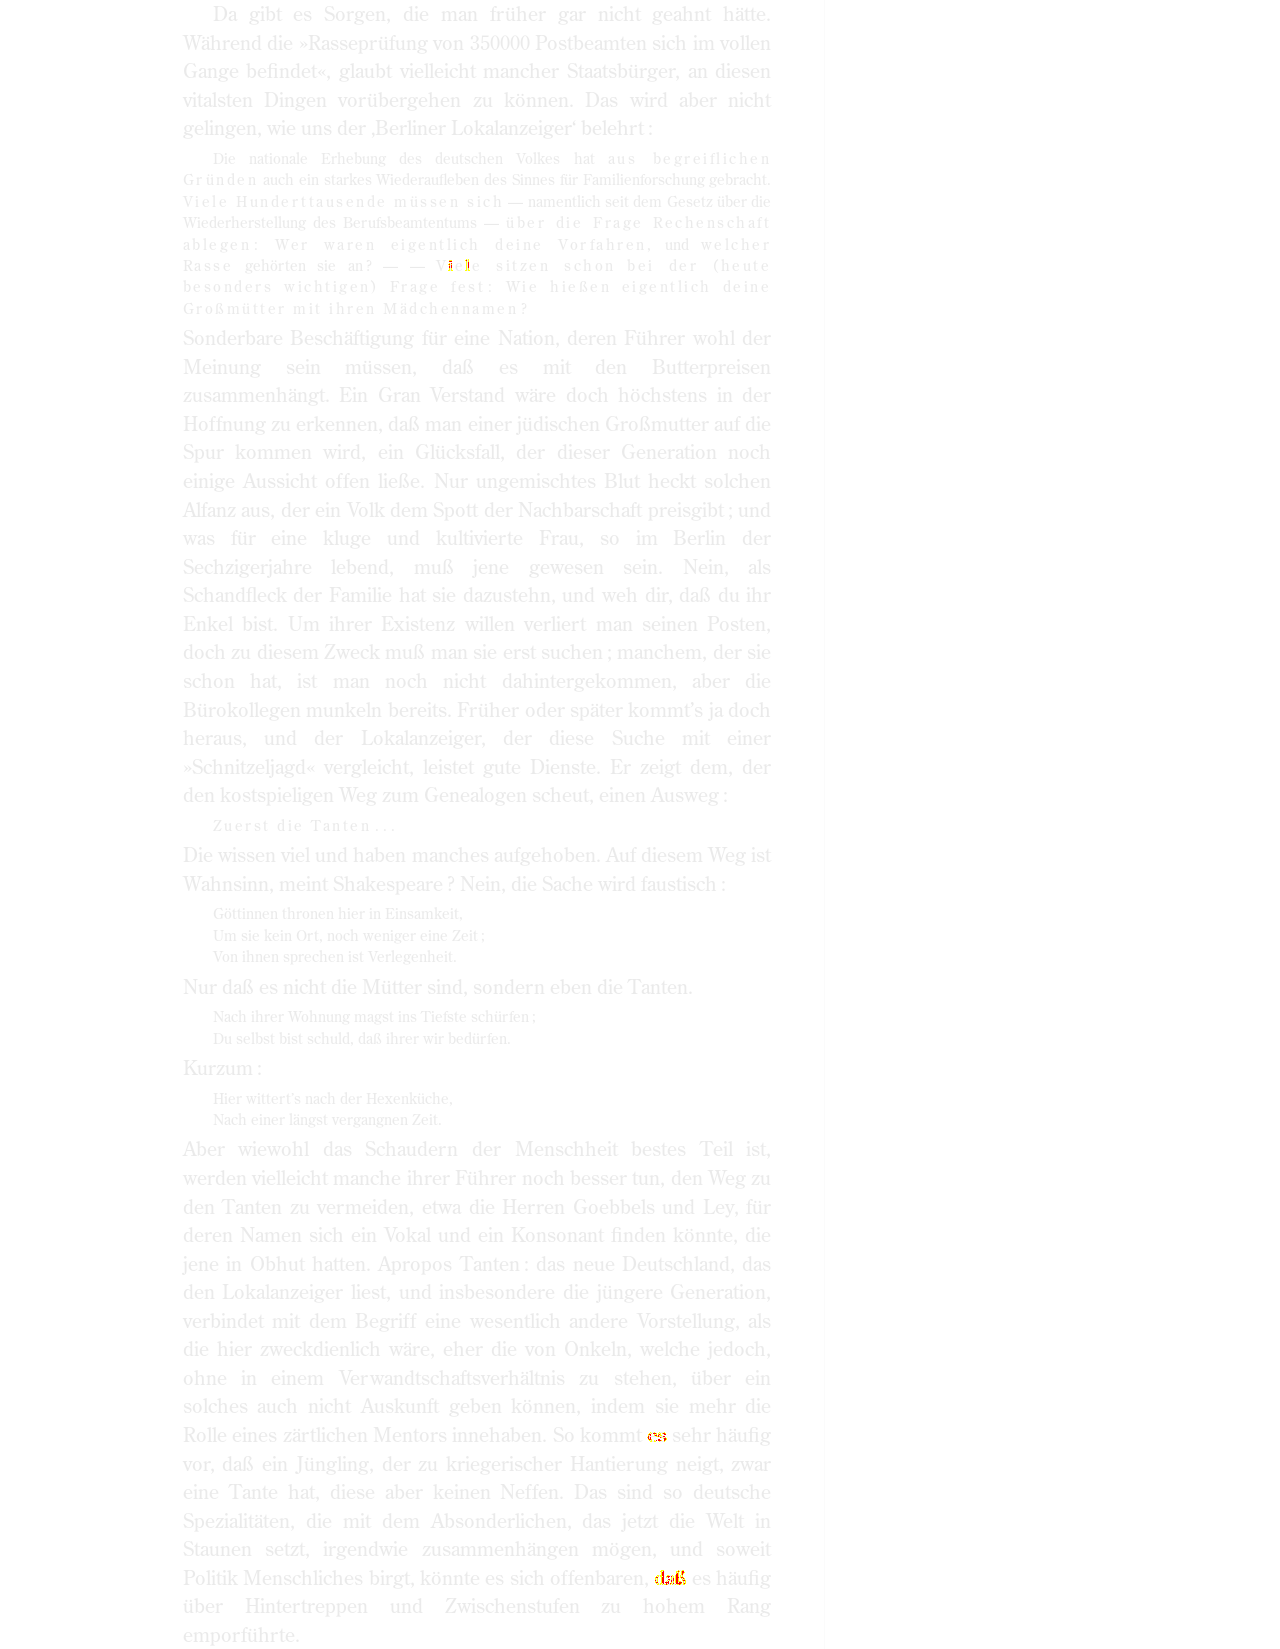 Da gibt es Sorgen, die man früher gar nicht geahnt hätte.
Während die »Rasseprüfung von 350000 Postbeamten sich im vollen
Gange befindet«, glaubt vielleicht mancher Staatsbürger, an diesen
vitalsten Dingen vorübergehen zu können. Das wird aber nicht
gelingen, wie uns der ‚Berliner Lokalanzeiger‘ belehrt :
Die nationale Erhebung des deutschen Volkes hat aus begreiflichen
Gründen auch ein starkes Wiederaufleben des Sinnes für Familienforschung gebracht.
Viele Hunderttausende müssen sich — namentlich seit dem Gesetz über die
Wiederherstellung des Berufsbeamtentums — über die Frage Rechenschaft
ablegen : Wer waren eigentlich deine Vorfahren, und welcher
Rasse gehörten sie an ? — — Viele sitzen schon bei der (heute
besonders wichtigen) Frage fest : Wie hießen eigentlich deine
Großmütter mit ihren Mädchennamen ?
Sonderbare Beschäftigung für eine Nation, deren Führer wohl der
Meinung sein müssen, daß es mit den Butterpreisen
zusammenhängt. Ein Gran Verstand wäre doch höchstens in der
Hoffnung zu erkennen, daß man einer jüdischen Großmutter auf die
Spur kommen wird, ein Glücksfall, der dieser Generation noch
einige Aussicht offen ließe. Nur ungemischtes Blut heckt solchen
Alfanz aus, der ein Volk dem Spott der Nachbarschaft preisgibt ; und
was für eine kluge und kultivierte Frau, so im Berlin der
Sechzigerjahre lebend, muß jene gewesen sein. Nein, als
Schandfleck der Familie hat sie dazustehn, und weh dir, daß du ihr
Enkel bist. Um ihrer Existenz willen verliert man seinen Posten,
doch zu diesem Zweck muß man sie erst suchen ; manchem, der sie
schon hat, ist man noch nicht dahintergekommen, aber die
Bürokollegen munkeln bereits. Früher oder später kommt’s ja doch
heraus, und der Lokalanzeiger, der diese Suche mit einer
»Schnitzeljagd« vergleicht, leistet gute Dienste. Er zeigt dem, der
den kostspieligen Weg zum Genealogen scheut, einen Ausweg :
Zuerst die Tanten . . .
Die wissen viel und haben manches aufgehoben. Auf diesem Weg ist
Wahnsinn, meint Shakespeare ? Nein, die Sache wird faustisch :
Göttinnen thronen hier in Einsamkeit,
Um sie kein Ort, noch weniger eine Zeit ;
Von ihnen sprechen ist Verlegenheit.
Nur daß es nicht die Mütter sind, sondern eben die Tanten.
Nach ihrer Wohnung magst ins Tiefste schürfen ;
Du selbst bist schuld, daß ihrer wir bedürfen.
Kurzum :
Hier wittert’s nach der Hexenküche,
Nach einer längst vergangnen Zeit.
Aber wiewohl das Schaudern der Menschheit bestes Teil ist,
werden vielleicht manche ihrer Führer noch besser tun, den Weg zu
den Tanten zu vermeiden, etwa die Herren Goebbels und Ley, für
deren Namen sich ein Vokal und ein Konsonant finden könnte, die
jene in Obhut hatten. Apropos Tanten : das neue Deutschland, das
den Lokalanzeiger liest, und insbesondere die jüngere Generation,
verbindet mit dem Begriff eine wesentlich andere Vorstellung, als
die hier zweckdienlich wäre, eher die von Onkeln, welche jedoch,
ohne in einem Verwandtschaftsverhältnis zu stehen, über ein
solches auch nicht Auskunft geben können, indem sie mehr die
Rolle eines zärtlichen Mentors innehaben. So kommt es sehr häufig
vor, daß ein Jüngling, der zu kriegerischer Hantierung neigt, zwar
eine Tante hat, diese aber keinen Neffen. Das sind so deutsche
Spezialitäten, die mit dem Absonderlichen, das jetzt die Welt in
Staunen setzt, irgendwie zusammenhängen mögen, und soweit
Politik Menschliches birgt, könnte es sich offenbaren, daß es häufig
über Hintertreppen und Zwischenstufen zu hohem Rang
emporführte.